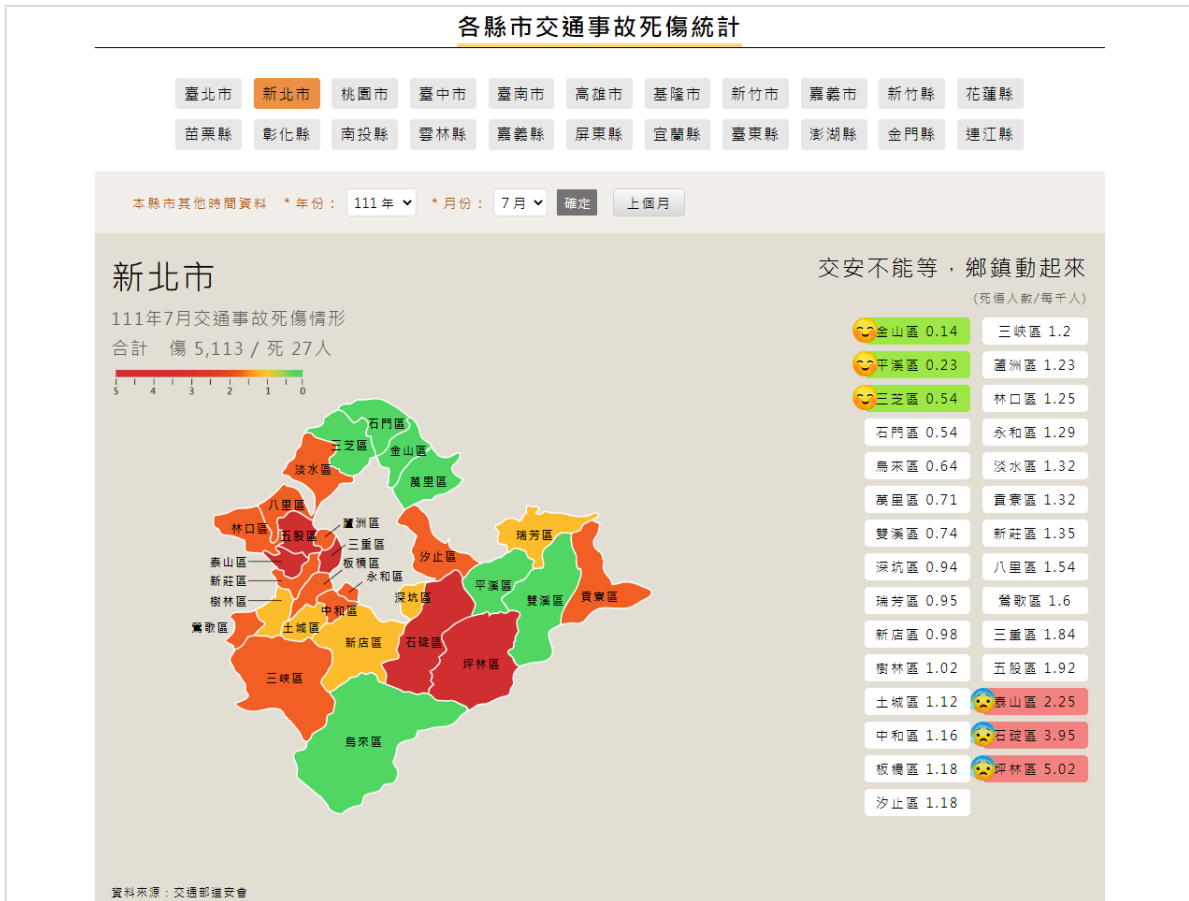 各縣市交通事故死傷統計
臺北市 新北市 桃園市 臺中市 臺南市 高雄市 基隆市 新竹市 嘉義市 新竹縣 花蓮縣
苗栗縣 彰化縣 南投縣 雲林縣 嘉義縣 屏東縣 宜蘭縣 臺東縣 澎湖縣 金門縣 連江縣
本縣市其他時間資料 *年份： 111年 *月份： 7月 確定 上個月
新北市
111年7月交通事故死傷情形
合計 傷 5,113 / 死 27人
5 4 3 2 1 0
石門區
三芝區
金山區
淡水區
萬里區
八里區
林口區
五股區
蘆洲區
三重區
泰山區
板橋區
新莊區
永和區
樹林區
中和區
鶯歌區
土城區
新店區
三峽區
烏來區
汐止區
深坑區
石碇區
坪林區
瑞芳區
平溪區
雙溪區
貢寮區
交安不能等，鄉鎮動起來
(死傷人數/每千人)
金山區 0.14
平溪區 0.23
三芝區 0.54
石門區 0.54
烏來區 0.64
萬里區 0.71
雙溪區 0.74
深坑區 0.94
瑞芳區 0.95
新店區 0.98
樹林區 1.02
土城區 1.12
中和區 1.16
板橋區 1.18
汐止區 1.18
三峽區 1.2
蘆洲區 1.23
林口區 1.25
永和區 1.29
淡水區 1.32
貢寮區 1.32
新莊區 1.35
八里區 1.54
鶯歌區 1.6
三重區 1.84
五股區 1.92
泰山區 2.25
石碇區 3.95
坪林區 5.02
資料來源：交通部道安會